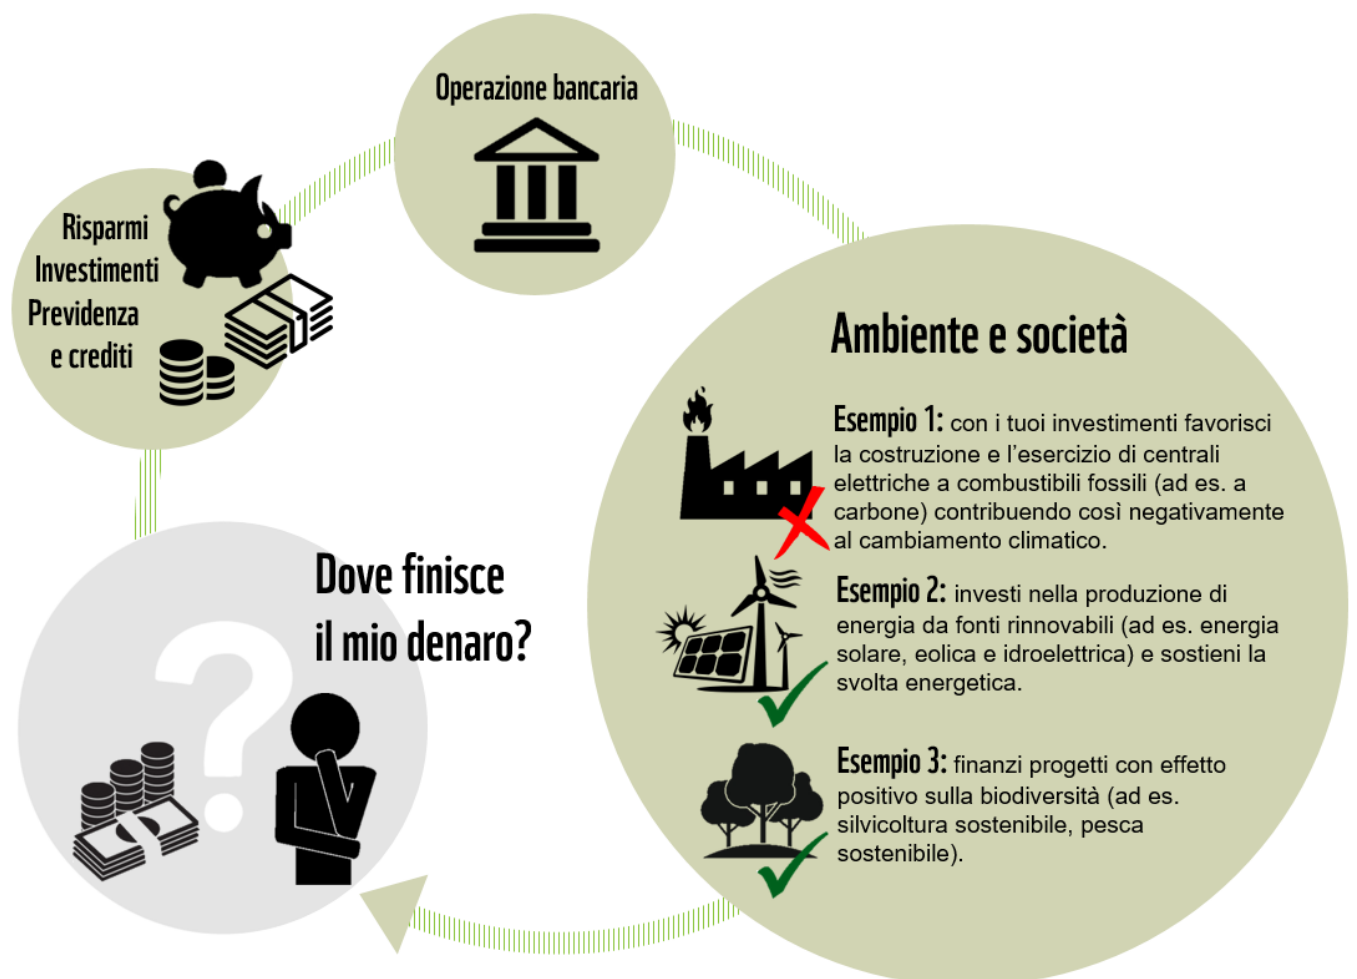 Operazione bancaria
Risparmi
Investimenti
Previdenza
e crediti
Ambiente e società
Esempio 1: con i tuoi investimenti favorisci
la costruzione e l’esercizio di centrali
elettriche a combustibili fossili (ad es. a
carbone) contribuendo così negativamente
al cambiamento climatico.
Esempio 2: investi nella produzione di
energia da fonti rinnovabili (ad es. energia
solare, eolica e idroelettrica) e sostieni la
svolta energetica.
Esempio 3: finanzi progetti con effetto
positivo sulla biodiversità (ad es.
silvicoltura sostenibile, pesca
sostenibile).
Dove finisce
il mio denaro?
?